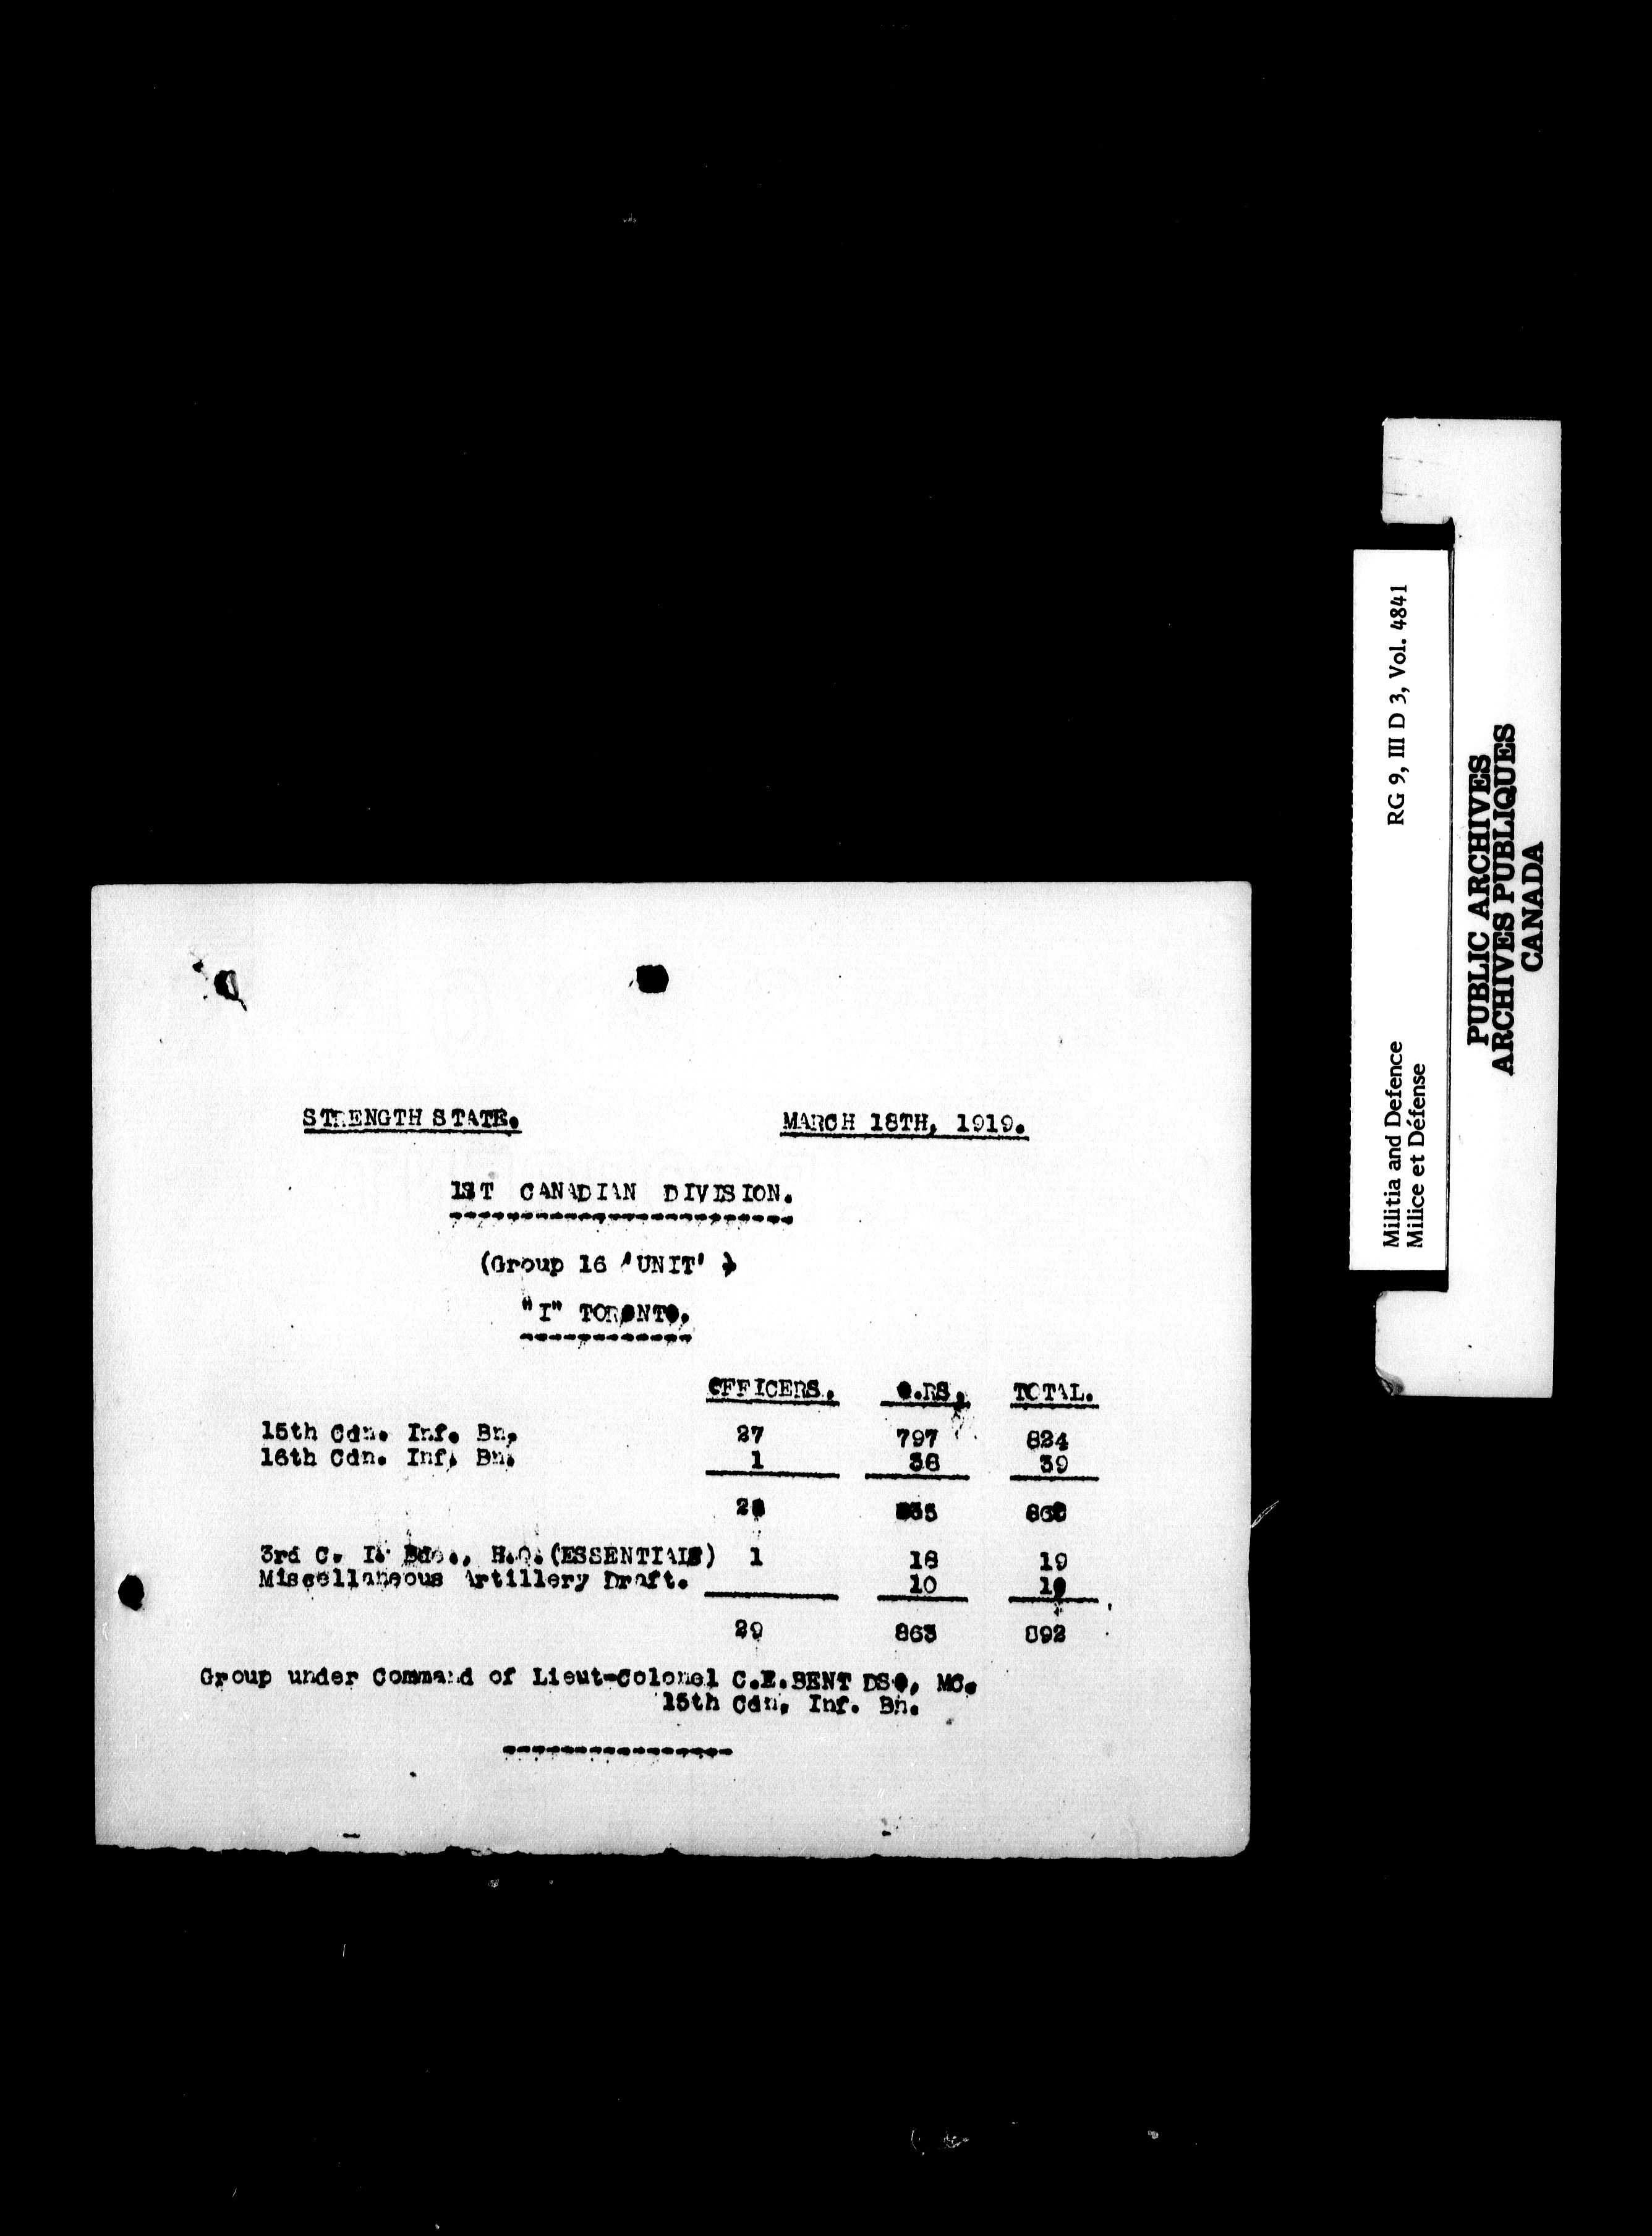 STRENGTH STATE. MARCH 18TH, 1919.
1ST CANADIAN DIVISION.
(Group 16 'UNIT' )
"I" TORONTO.
OFFICERS. O.RS. TOTAL.
15th Cdn. Inf. Bn. 27 797 824
16th Cdn. Inf. Bn. 1 38 39
28 835 863
3rd C. I. Bde., H.Q. (ESSENTIALS) 1 18 19
Miscellaneous Artillery Draft. 10 10
29 863 892
Group under Command of Lieut-Colonel C.E.BENT DSO, MC.
15th Cdn. Inf. Bn.
Militia and Defence RG 9, III D 3, Vol. 4841
Milice et Défense
PUBLIC ARCHIVES
ARCHIVES PUBLIQUES
CANADA